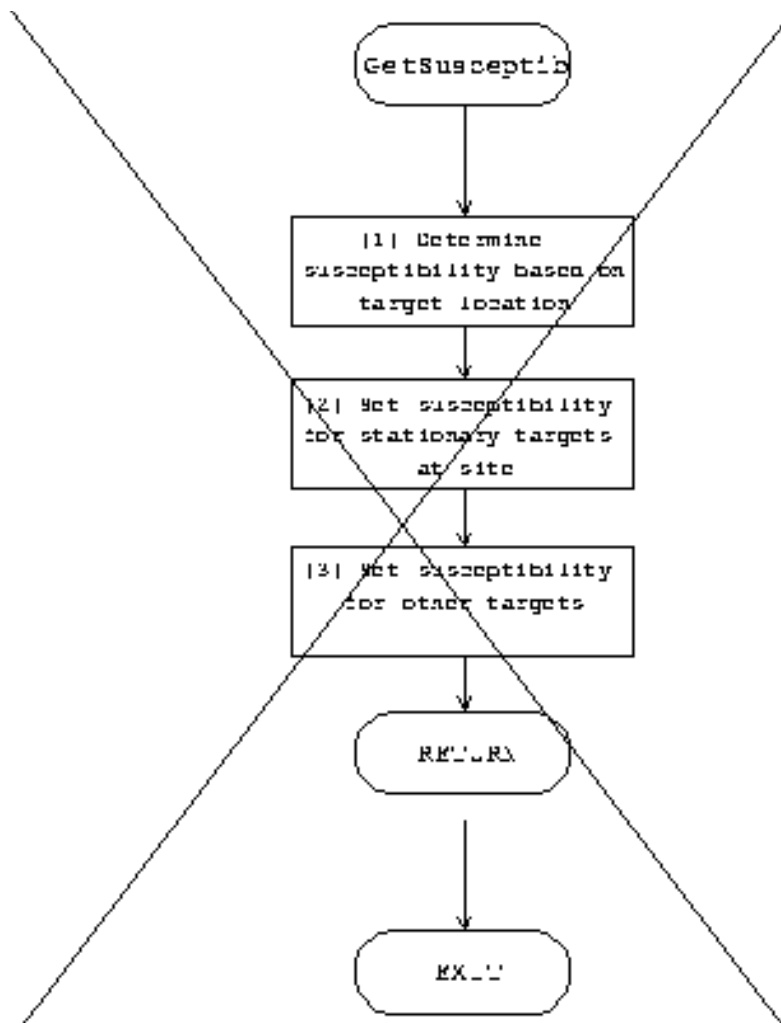 GetSusceptib
[1] Determine
susceptibility based on
target location
[2] Set susceptibility
for stationary targets
at site
[3] Set susceptibility
for other targets
RETURN
EXIT